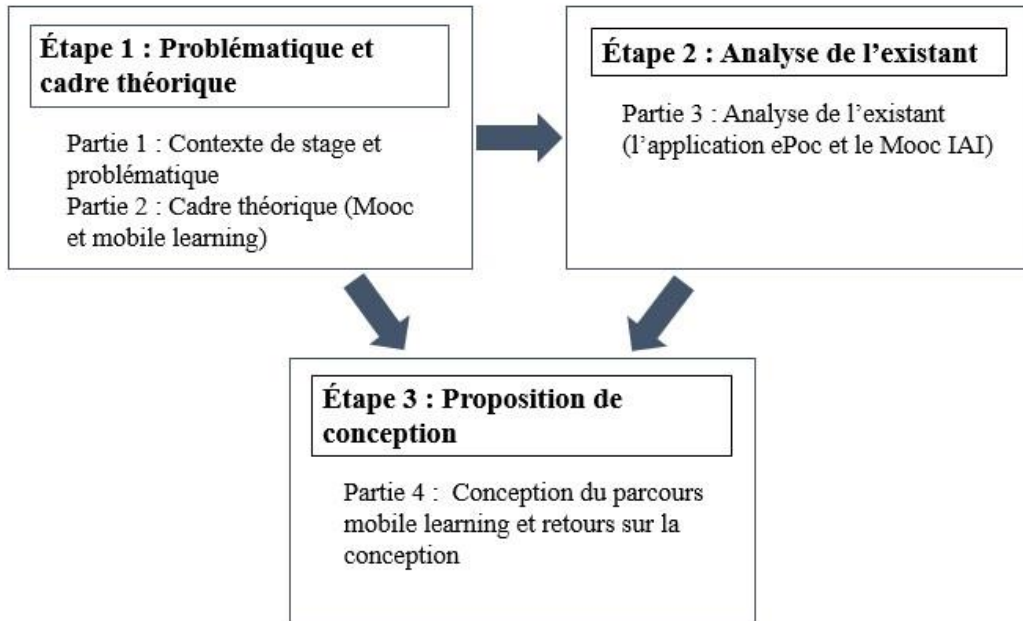 Étape 1 : Problématique et
cadre théorique
Partie 1 : Contexte de stage et
problématique
Partie 2 : Cadre théorique (Mooc
et mobile learning)
Étape 2 : Analyse de l’existant
Partie 3 : Analyse de l’existant
(l’application ePoc et le Mooc IAI)
Étape 3 : Proposition de
conception
Partie 4 :  Conception du parcours
mobile learning et retours sur la
conception